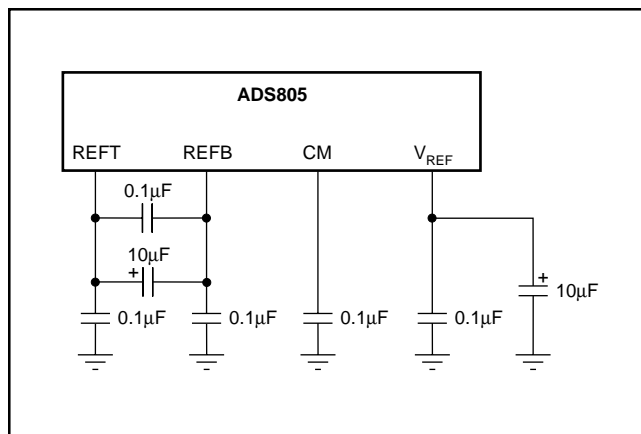 ADS805
REFT REFB CM VREF
0.1µF
10µF
+
+
10µF
0.1µF 0.1µF 0.1µF 0.1µF